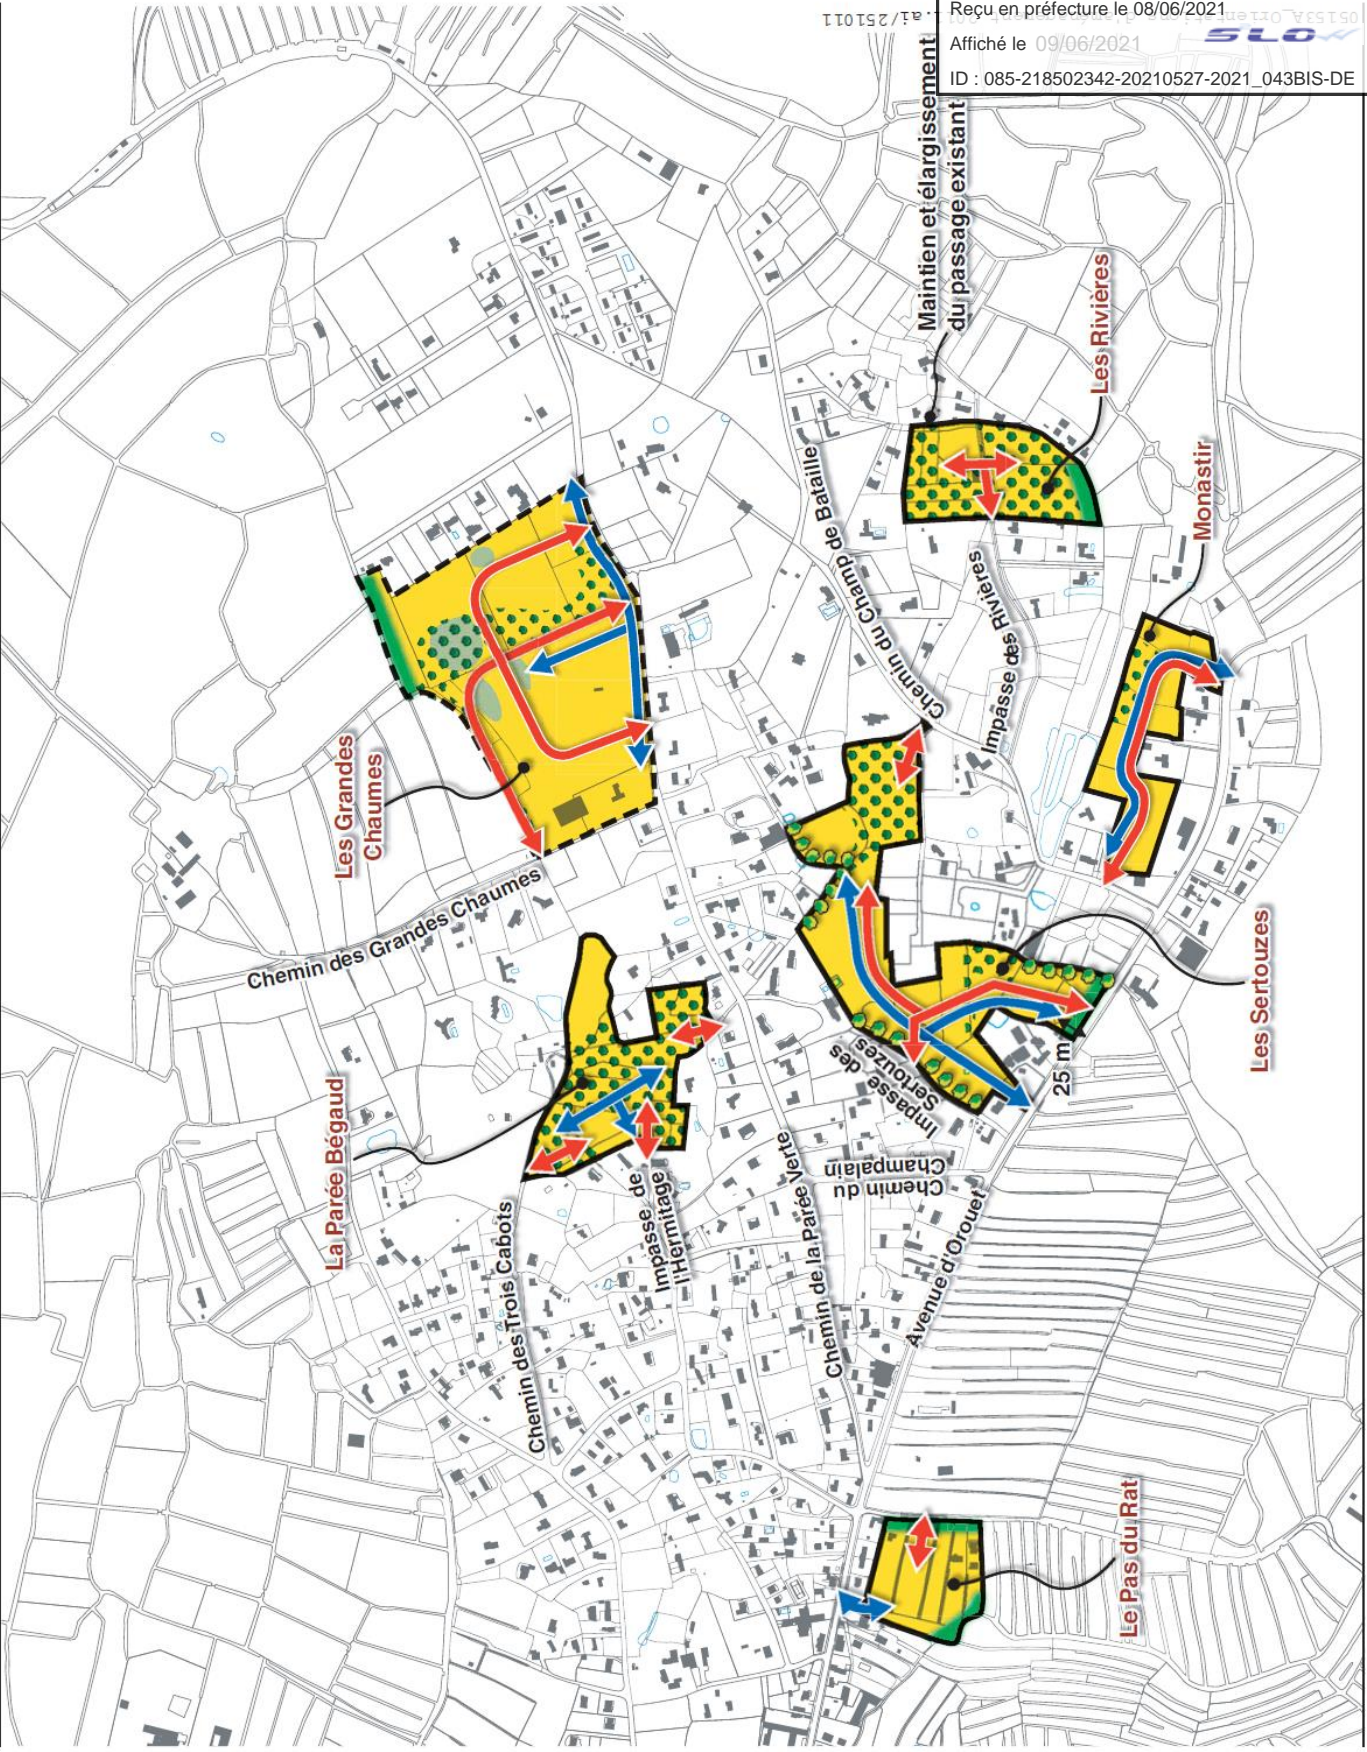 Reçu en préfecture le 08/06/2021
Affiché le 09/06/2021
SLOW
ID : 085-218502342-20210527-2021_043BIS-DE
Maintien et élargissement
du passage existant
Les Rivières
Monastir
Chemin du Champ de Bataille
Impasse des Rivières
Les Grandes
Chaumes
Chemin des Grandes Chaumes
Les Sertouzes
25 m
Impasse des
Sertouzes
Chemin du
Champalain
La Parée Bégaud
Impasse de
l'Hermitage
Chemin des Trois Cabots
Chemin de la Parée Verte
Avenue d'Orouet
Le Pas du Rat